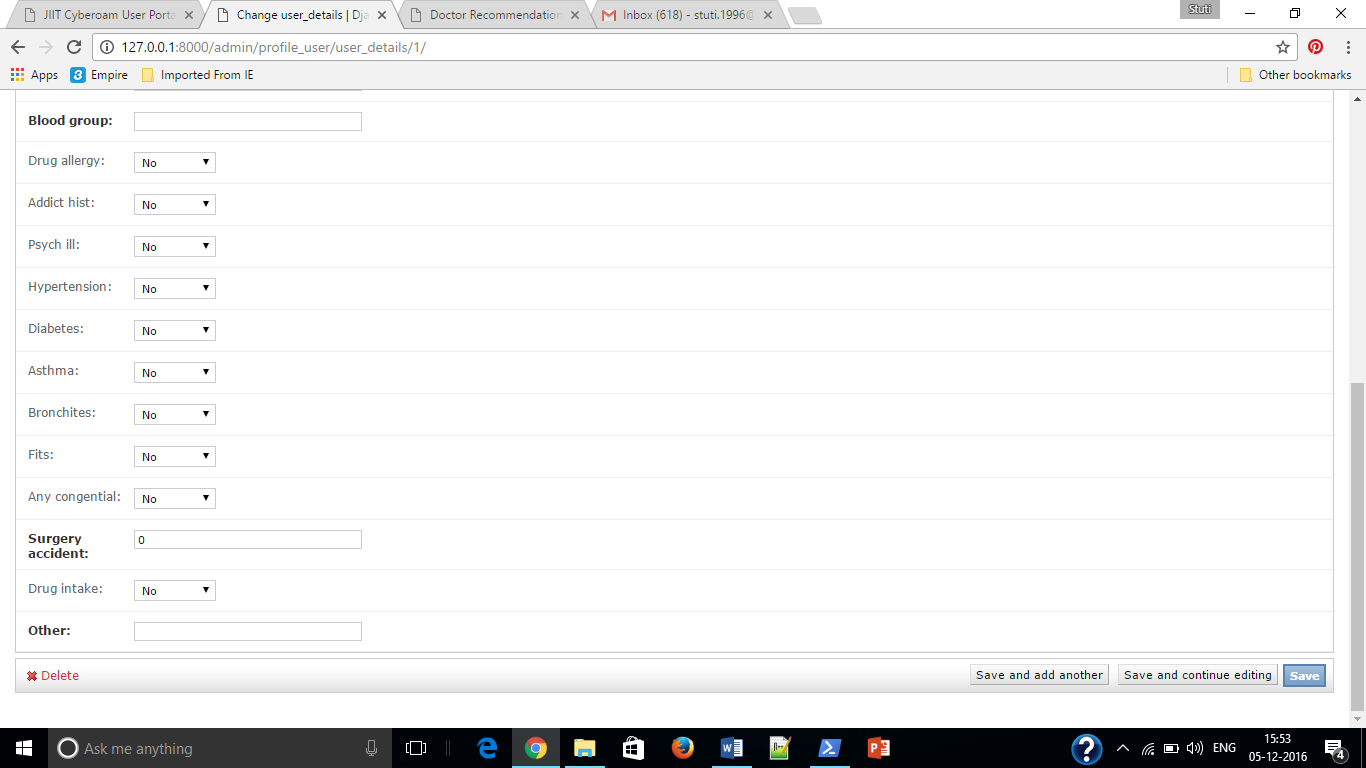 JIIT Cyberoam User Porta
Change user_details | Dja
Doctor Recommendation
Inbox (618) - stuti.1996@
Stuti
127.0.0.1:8000/admin/profile_user/user_details/1/
Apps
Empire
Imported From IE
Other bookmarks
Blood group:
Drug allergy: No
Addict hist: No
Psych ill: No
Hypertension: No
Diabetes: No
Asthma: No
Bronchites: No
Fits: No
Any congential: No
Surgery
accident: 0
Drug intake: No
Other:
Delete
Save and add another
Save and continue editing
Save
Ask me anything
ENG
15:53
05-12-2016
4